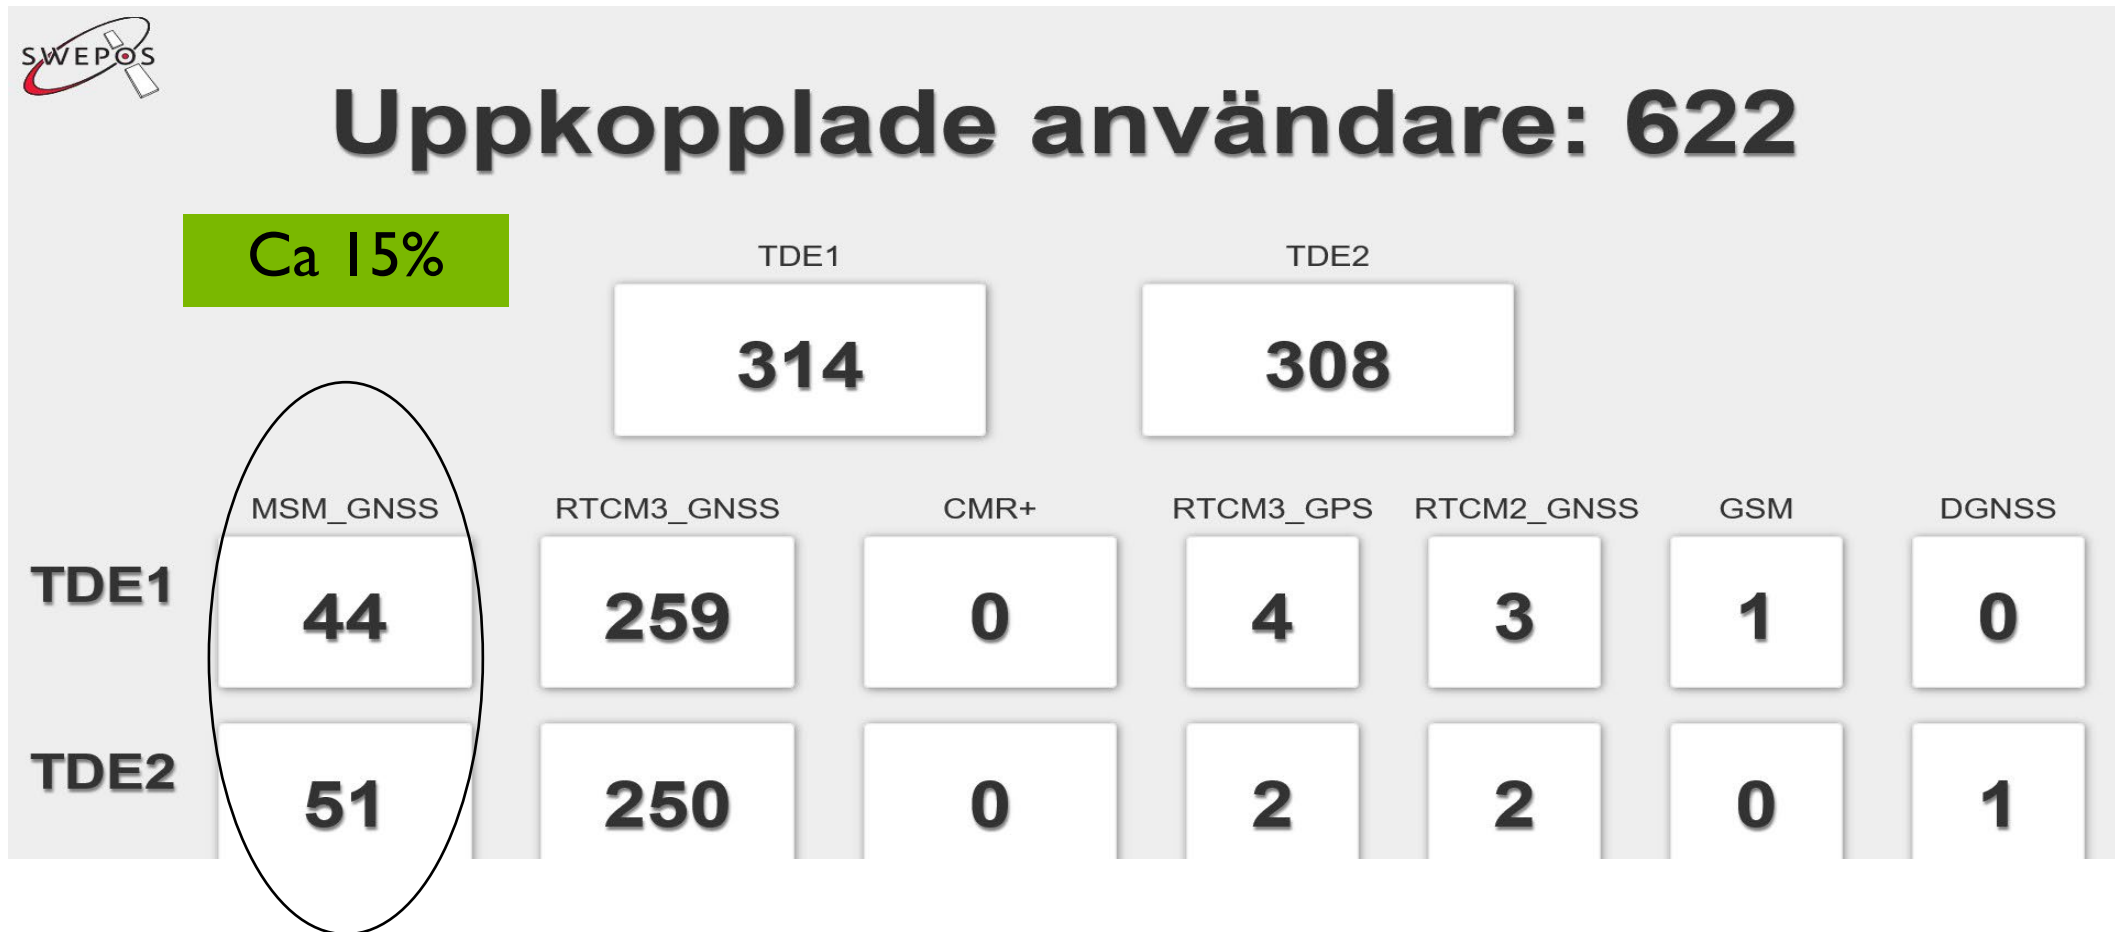 SWEPOS
Uppkopplade användare: 622
Ca 15%
TDE1 TDE2
314 308
MSM_GNSS RTCM3_GNSS CMR+ RTCM3_GPS RTCM2_GNSS GSM DGNSS
TDE1 44 259 0 4 3 1 0
TDE2 51 250 0 2 2 0 1